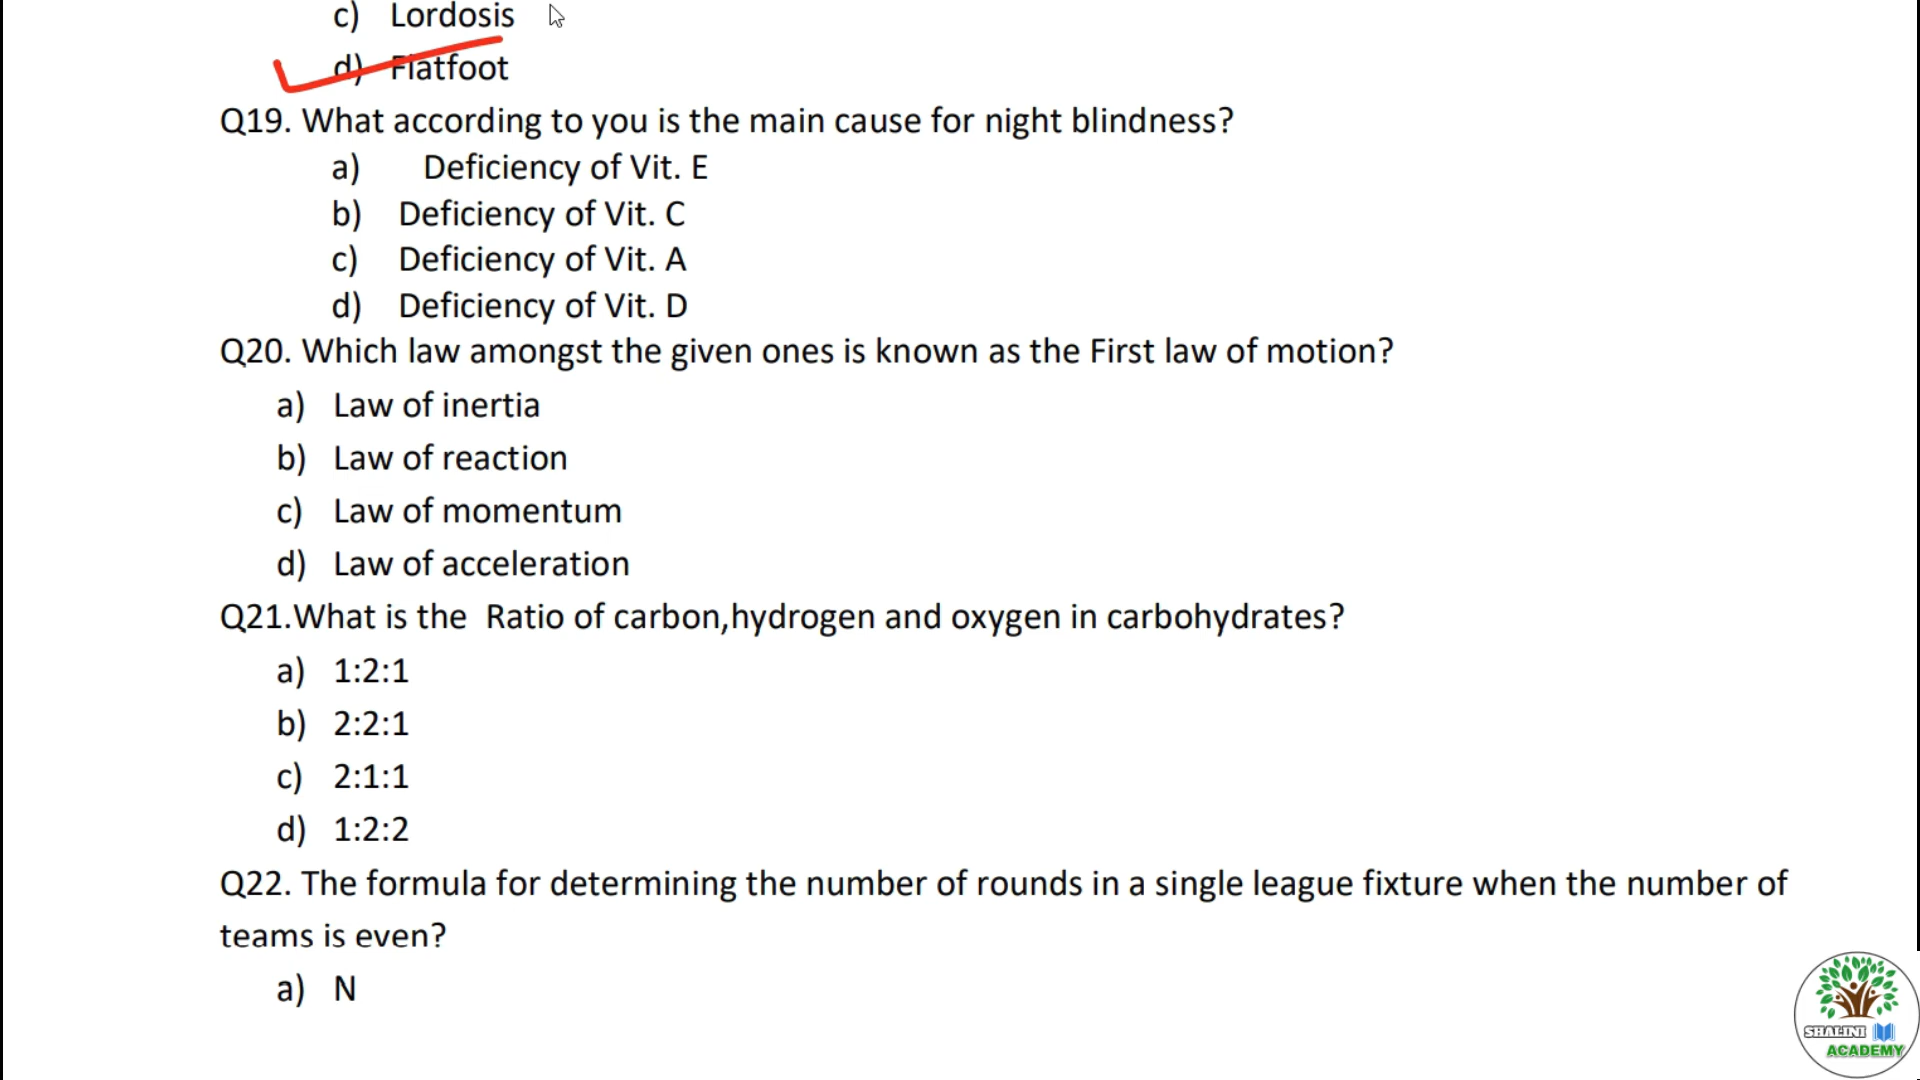 c) Lordosis
d) Flatfoot
Q19. What according to you is the main cause for night blindness?
a) Deficiency of Vit. E
b) Deficiency of Vit. C
c) Deficiency of Vit. A
d) Deficiency of Vit. D
Q20. Which law amongst the given ones is known as the First law of motion?
a) Law of inertia
b) Law of reaction
c) Law of momentum
d) Law of acceleration
Q21.What is the Ratio of carbon,hydrogen and oxygen in carbohydrates?
a) 1:2:1
b) 2:2:1
c) 2:1:1
d) 1:2:2
Q22. The formula for determining the number of rounds in a single league fixture when the number of
teams is even?
a) N
SHALINI
ACADEMY